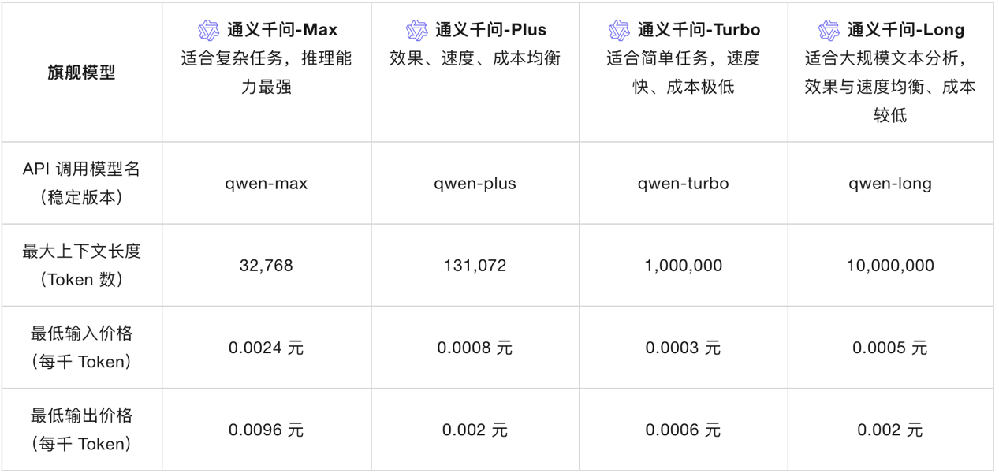 旗舰模型
通义千问-Max
适合复杂任务，推理能
力最强
通义千问-Plus
效果、速度、成本均衡
通义千问-Turbo
适合简单任务，速度
快、成本极低
通义千问-Long
适合大规模文本分析，
效果与速度均衡、成本
较低
API 调用模型名
（稳定版本）
qwen-max
qwen-plus
qwen-turbo
qwen-long
最大上下文长度
（Token 数）
32,768
131,072
1,000,000
10,000,000
最低输入价格
（每千 Token）
0.0024 元
0.0008 元
0.0003 元
0.0005 元
最低输出价格
（每千 Token）
0.0096 元
0.002 元
0.0006 元
0.002 元